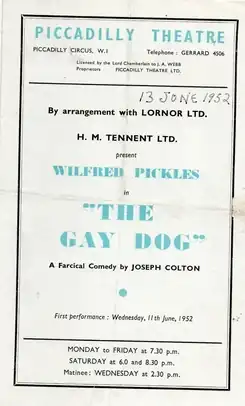 PICCADILLY THEATRE
PICCADILLY CIRCUS, W.1 Telephone : GERRARD 4506
Licensed by the Lord Chamberlain to J. A. WEBB
Proprietors PICCADILLY THEATRE LTD.
13 JUNE 1952
By arrangement with LORNOR LTD.
H. M. TENNENT LTD.
present
WILFRED PICKLES
in
"THE
GAY DOG"
A Farcical Comedy by JOSEPH COLTON
First performance : Wednesday, 11th June, 1952
MONDAY to FRIDAY at 7.30 p.m.
SATURDAY at 6.0 and 8.30 p.m.
Matinee: WEDNESDAY at 2.30 p.m.